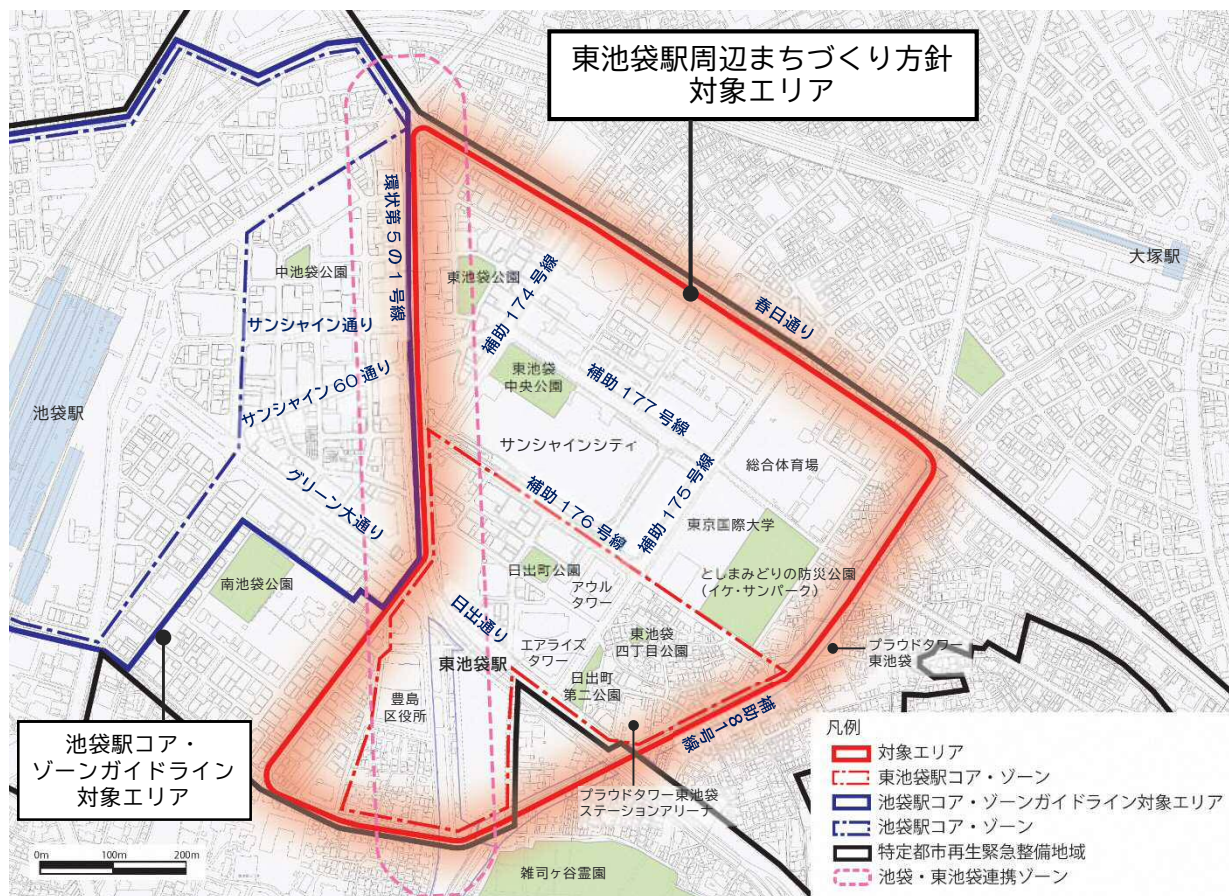 東池袋駅周辺まちづくり方針
対象エリア
環状第5の1号線
大塚駅
中池袋公園
東池袋公園
補助174号線
春日通り
サンシャイン通り
東池袋
中央公園
補助177号線
サンシャイン60通り
池袋駅
サンシャインシティ
総合体育場
補助176号線
補助175号線
グリーン大通り
東京国際大学
南池袋公園
日出町公園
アウル
タワー
としまみどりの防災公園
(イケ・サンパーク)
日出通り
東池袋駅
エアライズ
タワー
東池袋
四丁目公園
プラウドタワー
東池袋
日出町
第二公園
豊島
区役所
補助81号線
池袋駅コア・
ゾーンガイドライン
対象エリア
プラウドタワー東池袋
ステーションアリーナ
雑司ケ谷霊園
0m 100m 200m
凡例
対象エリア
東池袋駅コア・ゾーン
池袋駅コア・ゾーンガイドライン対象エリア
池袋駅コア・ゾーン
特定都市再生緊急整備地域
池袋・東池袋連携ゾーン